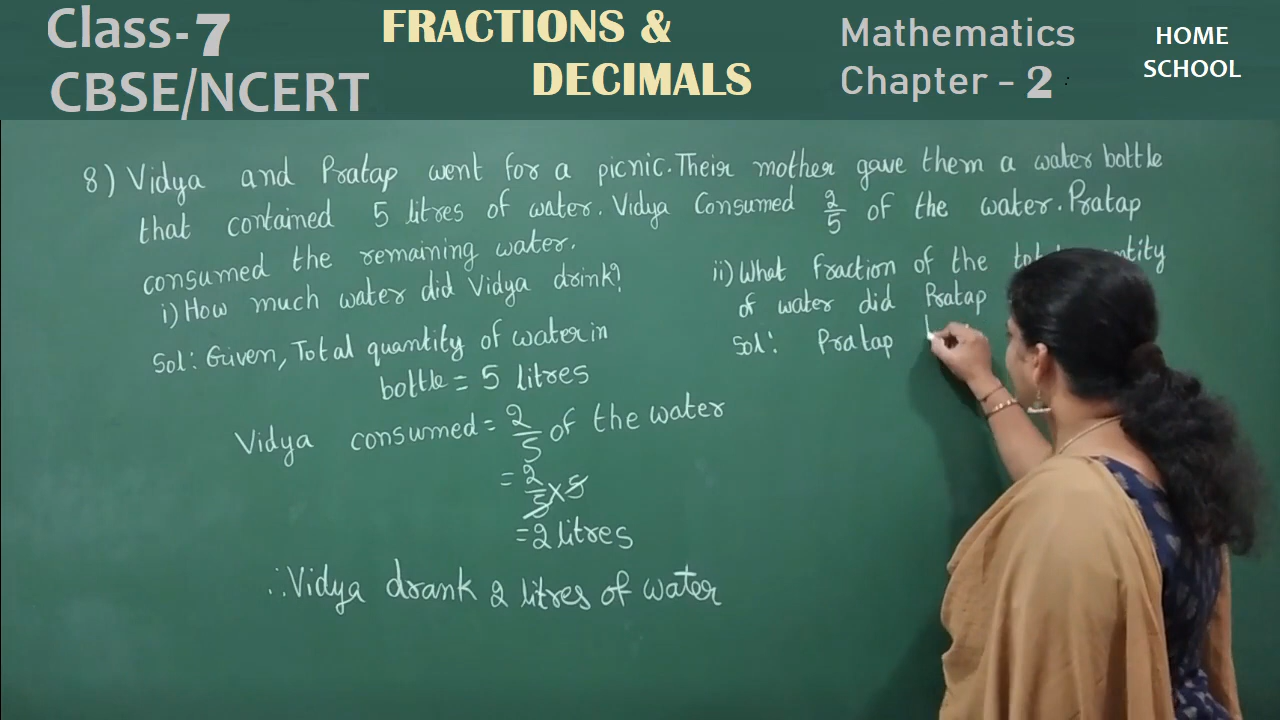 Class-7
CBSE/NCERT
FRACTIONS &
DECIMALS
Mathematics
Chapter - 2
HOME
SCHOOL
8) Vidya and Pratap went for a picnic. Their mother gave them a water bottle
that contained 5 litres of water. Vidya Consumed 2/5 of the water. Pratap
consumed the remaining water.
i) How much water did Vidya drink?
Sol: Given, Total quantity of water in
bottle = 5 litres
Vidya consumed = 2/5 of the water
= 2/5 × 5
= 2 litres
∴ Vidya drank 2 litres of water
ii) What fraction of the
of water did Pratap
Sol: Pratap